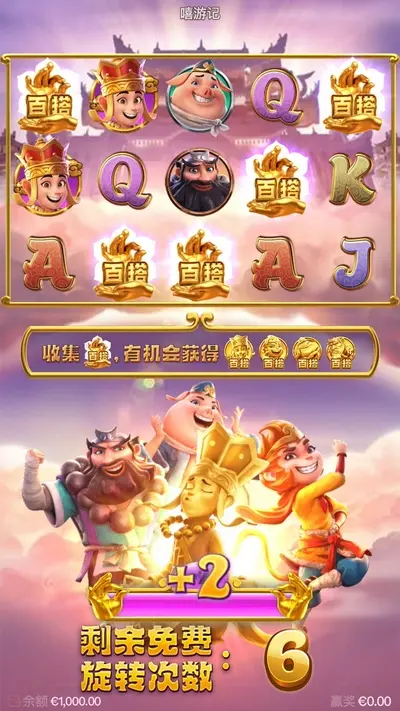 嘻游记
百搭 Q 百搭
Q 百搭 K
A 百搭 百搭 A J
收集 百搭 , 有机会获得 百搭 百搭 百搭 百搭
+2
剩余免费
旋转次数 : 6
余额 €1,000.00 赢奖 €0.00